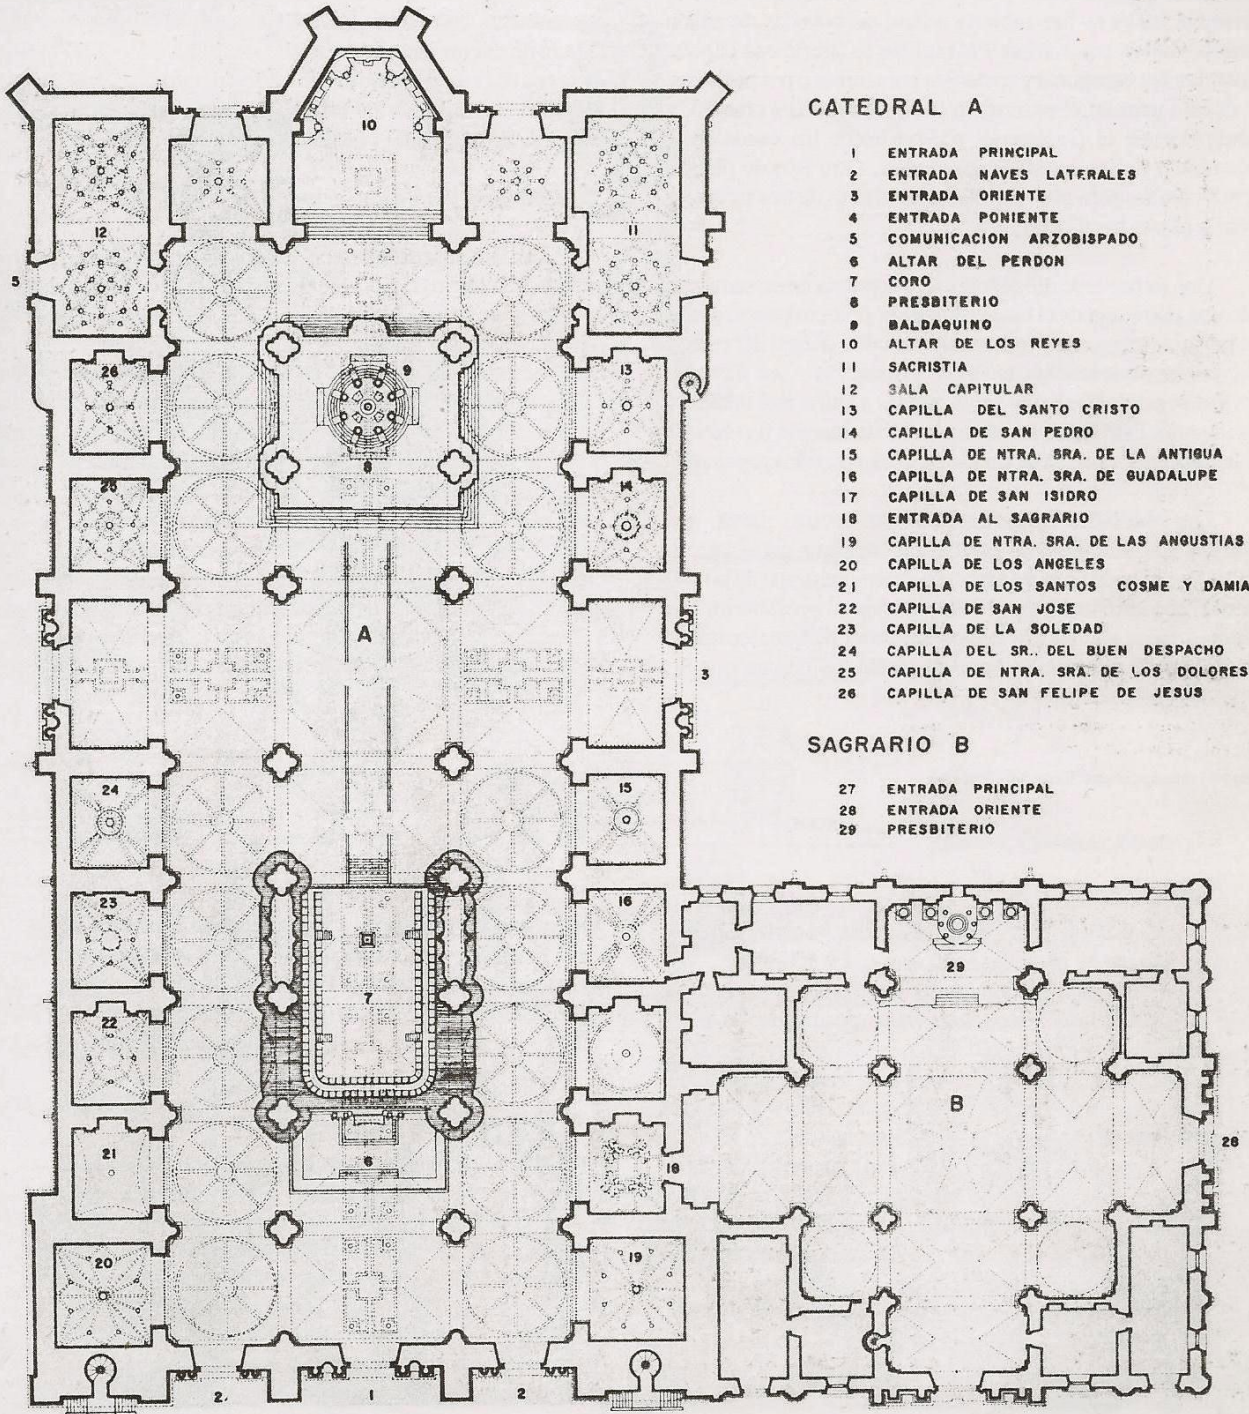 CATEDRAL A
1 ENTRADA PRINCIPAL
2 ENTRADA NAVES LATERALES
3 ENTRADA ORIENTE
4 ENTRADA PONIENTE
5 COMUNICACION ARZOBISPADO
6 ALTAR DEL PERDON
7 CORO
8 PRESBITERIO
9 BALDAQUINO
10 ALTAR DE LOS REYES
11 SACRISTIA
12 SALA CAPITULAR
13 CAPILLA DEL SANTO CRISTO
14 CAPILLA DE SAN PEDRO
15 CAPILLA DE NTRA. SRA. DE LA ANTIGUA
16 CAPILLA DE NTRA. SRA. DE GUADALUPE
17 CAPILLA DE SAN ISIDRO
18 ENTRADA AL SAGRARIO
19 CAPILLA DE NTRA. SRA. DE LAS ANGUSTIAS
20 CAPILLA DE LOS ANGELES
21 CAPILLA DE LOS SANTOS COSME Y DAMIA
22 CAPILLA DE SAN JOSE
23 CAPILLA DE LA SOLEDAD
24 CAPILLA DEL SR.. DEL BUEN DESPACHO
25 CAPILLA DE NTRA. SRA. DE LOS DOLORES
26 CAPILLA DE SAN FELIPE DE JESUS
SAGRARIO B
27 ENTRADA PRINCIPAL
28 ENTRADA ORIENTE
29 PRESBITERIO
10
12
11
5
26
9
13
8
25
14
A
3
24
15
23
16
7
29
22
B
21
6
18
28
20
19
2
1
2